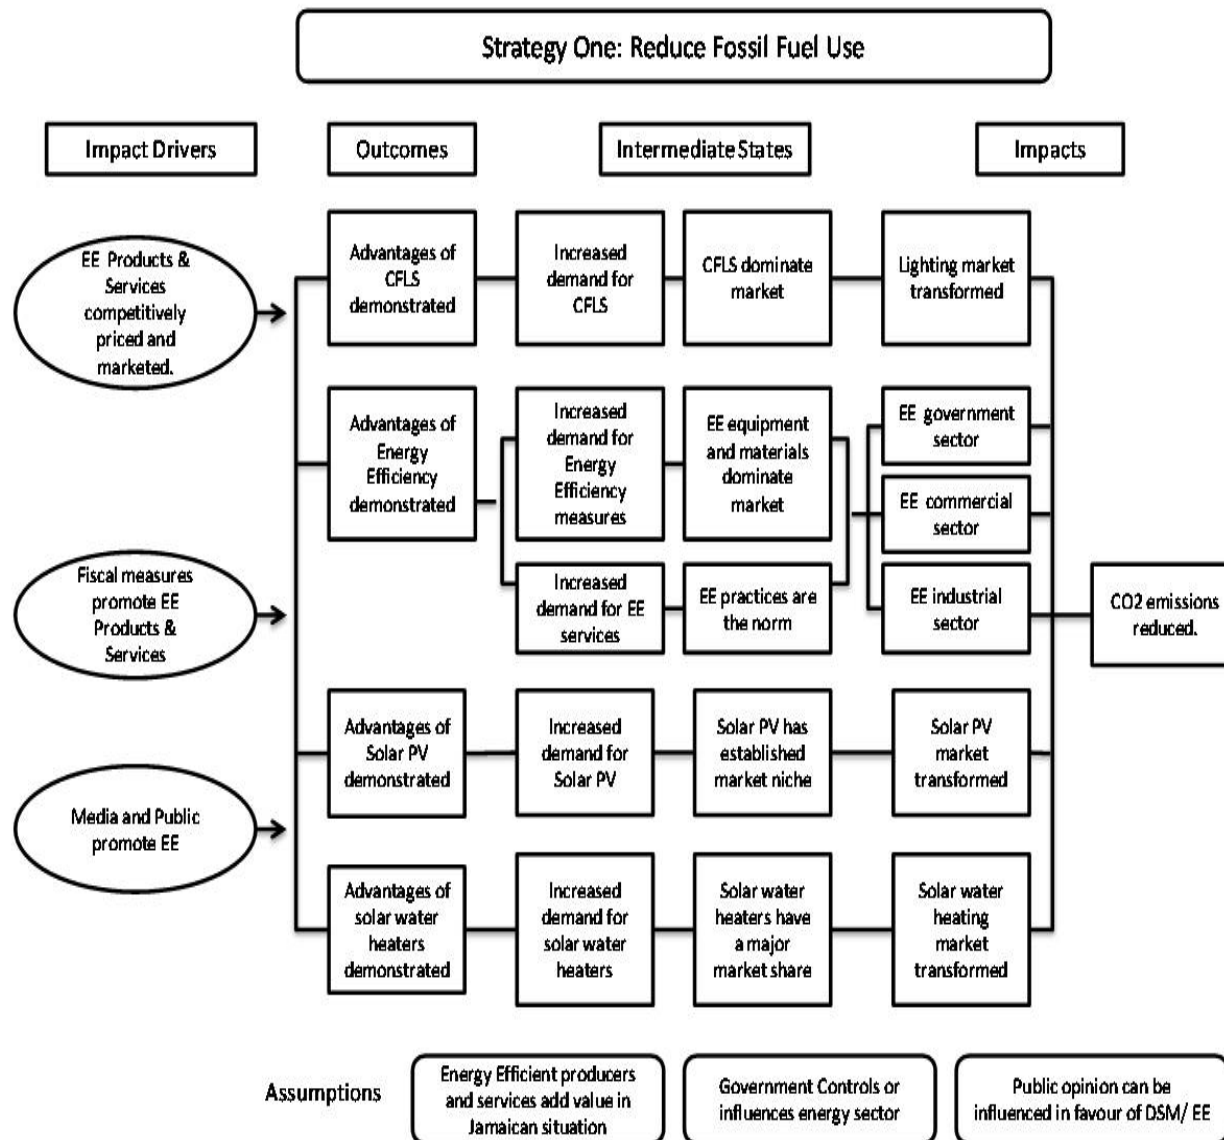 Strategy One: Reduce Fossil Fuel Use
Impact Drivers
Outcomes
Intermediate States
Impacts
EE Products &
Services
competitively
priced and
marketed.
Advantages of
CFLS
demonstrated
Increased
demand for
CFLS
CFLS dominate
market
Lighting market
transformed
Advantages of
Energy
Efficiency
demonstrated
Increased
demand for
Energy
Efficiency
measures
EE equipment
and materials
dominate
market
EE government
sector
EE commercial
sector
Fiscal measures
promote EE
Products &
Services
Increased
demand for EE
services
EE practices are
the norm
EE industrial
sector
CO2 emissions
reduced.
Advantages of
Solar PV
demonstrated
Increased
demand for
Solar PV
Solar PV has
established
market niche
Solar PV
market
transformed
Media and Public
promote EE
Advantages of
solar water
heaters
demonstrated
Increased
demand for
solar water
heaters
Solar water
heaters have
a major
market share
Solar water
heating
market
transformed
Assumptions
Energy Efficient producers
and services add value in
Jamaican situation
Government Controls or
influences energy sector
Public opinion can be
influenced in favour of DSM/ EE